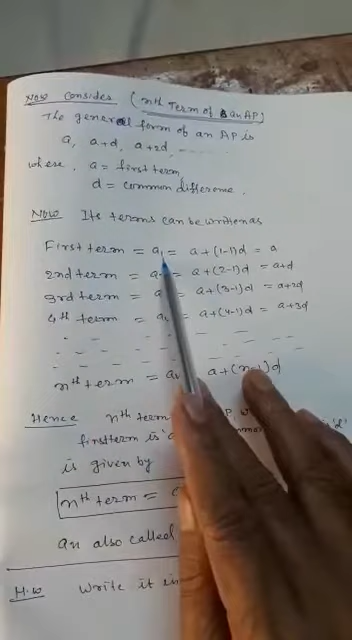 Now Consider (nth Term of an AP)
The general form of an AP is
a, a+d, a+2d, ........
where, a = first term,
d = common difference.
Now Its terms can be written as
First term = a₁ = a+(1-1)d = a
2nd term = a = a+(2-1)d = a+d
3rd term = a = a+(3-1)d = a+2d
4th term = a = a+(4-1)d = a+3d
nth term = a a+(n-1)d
Hence nth term
first term is 'd'
is given by
nth term =
an also called
H.W Write it in